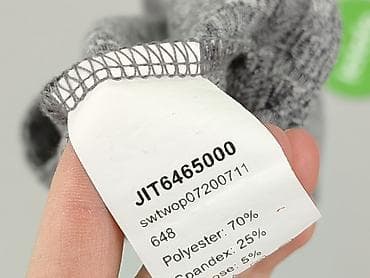 JIT6465000
swtwop07200711
648
Polyester: 70%
Spandex: 25%
5%